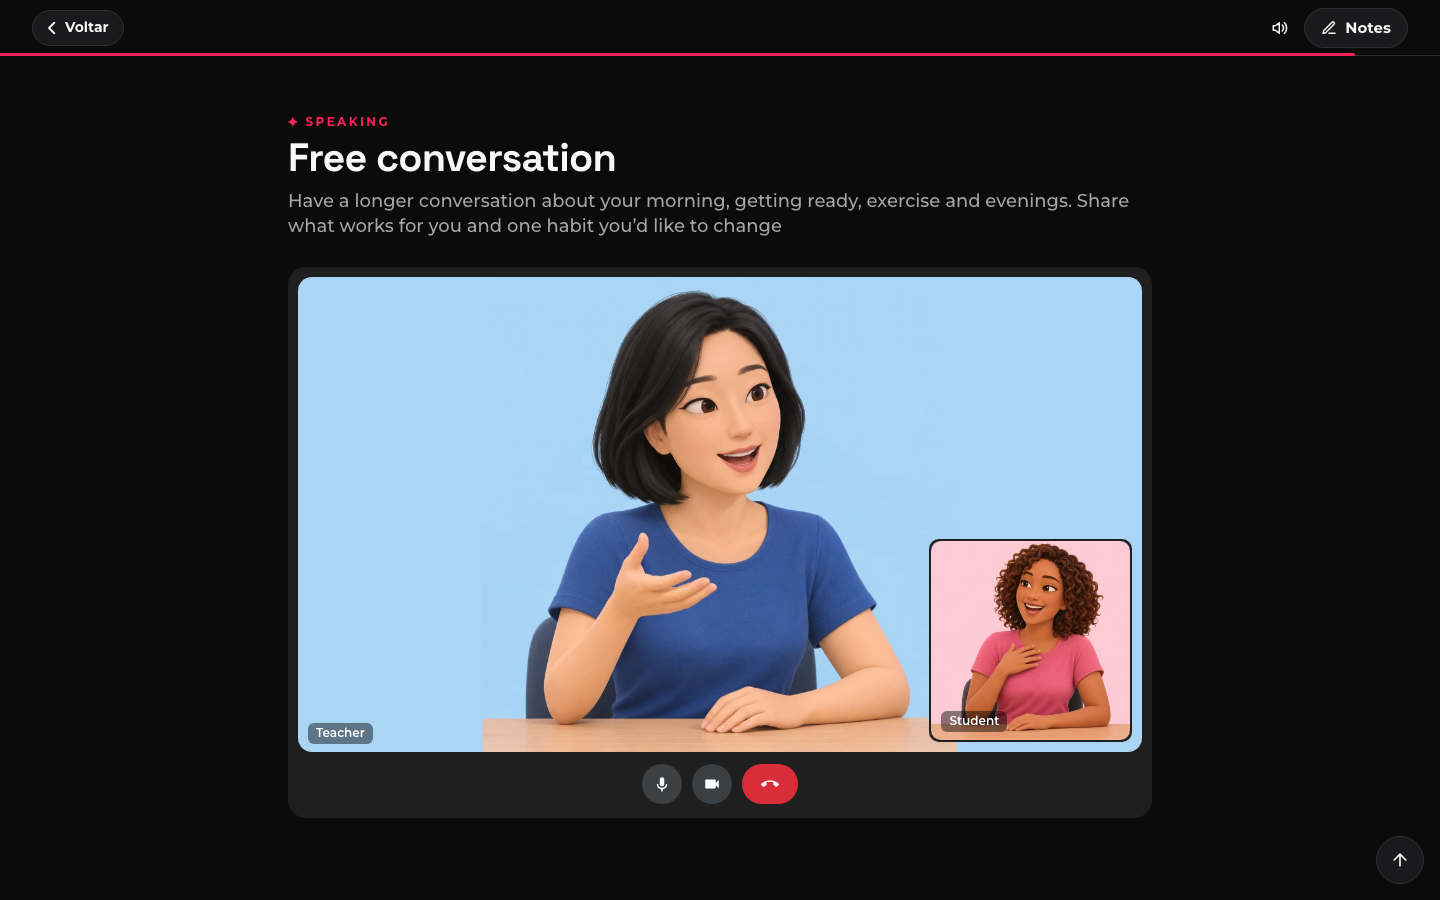 Voltar
Notes
SPEAKING
Free conversation
Have a longer conversation about your morning, getting ready, exercise and evenings. Share
what works for you and one habit you’d like to change
Teacher
Student